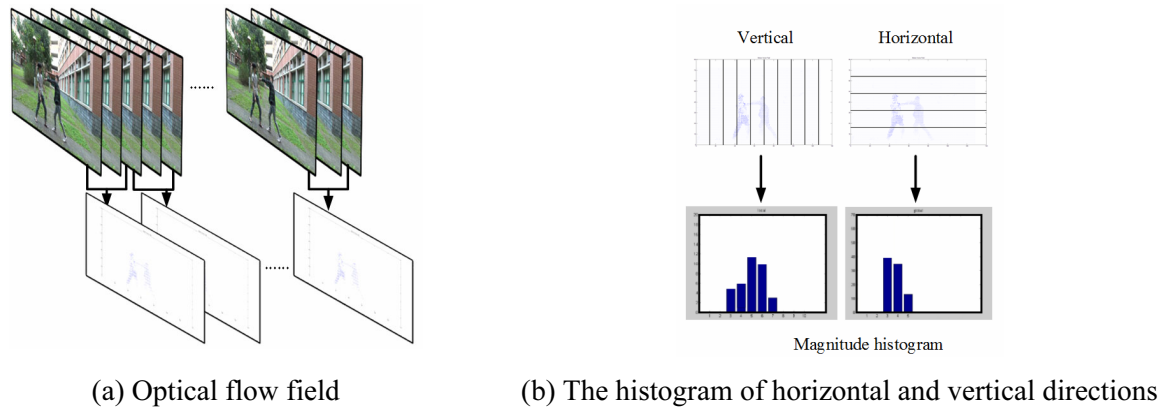 Vertical Horizontal
......
......
Magnitude histogram
(a) Optical flow field
(b) The histogram of horizontal and vertical directions